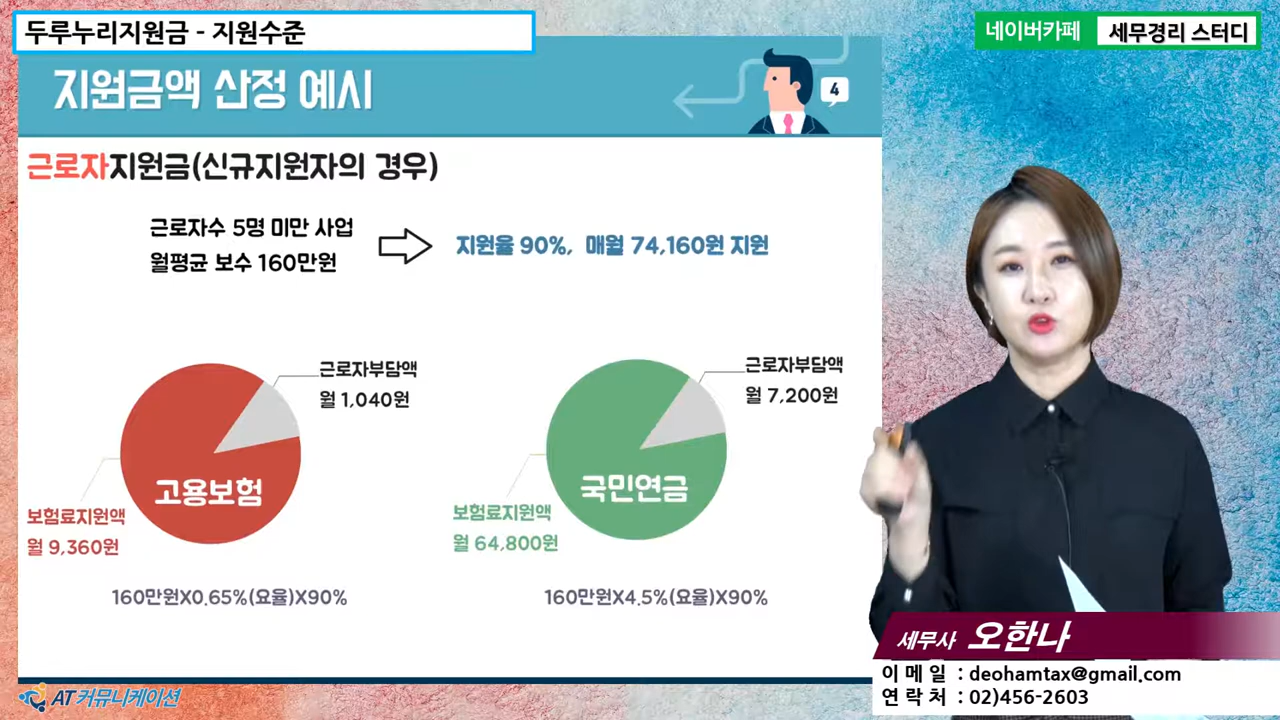 두루누리지원금 - 지원수준
네이버카페 세무경리 스터디
지원금액 산정 예시
4
근로자지원금(신규지원자의 경우)
근로자수 5명 미만 사업
월평균 보수 160만원
지원율 90%, 매월 74,160원 지원
근로자부담액
월 1,040원
고용보험
보험료지원액
월 9,360원
160만원X0.65%(요율)X90%
근로자부담액
월 7,200원
국민연금
보험료지원액
월 64,800원
160만원X4.5%(요율)X90%
세무사 오한나
이 메 일 : deohamtax@gmail.com
연 락 처 : 02)456-2603
AT커뮤니케이션